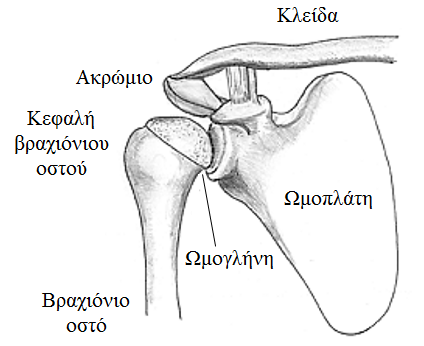 Κλείδα
Ακρώμιο
Κεφαλή
βραχιόνιου
οστού
Ωμοπλάτη
Ωμογλήνη
Βραχιόνιο
οστό